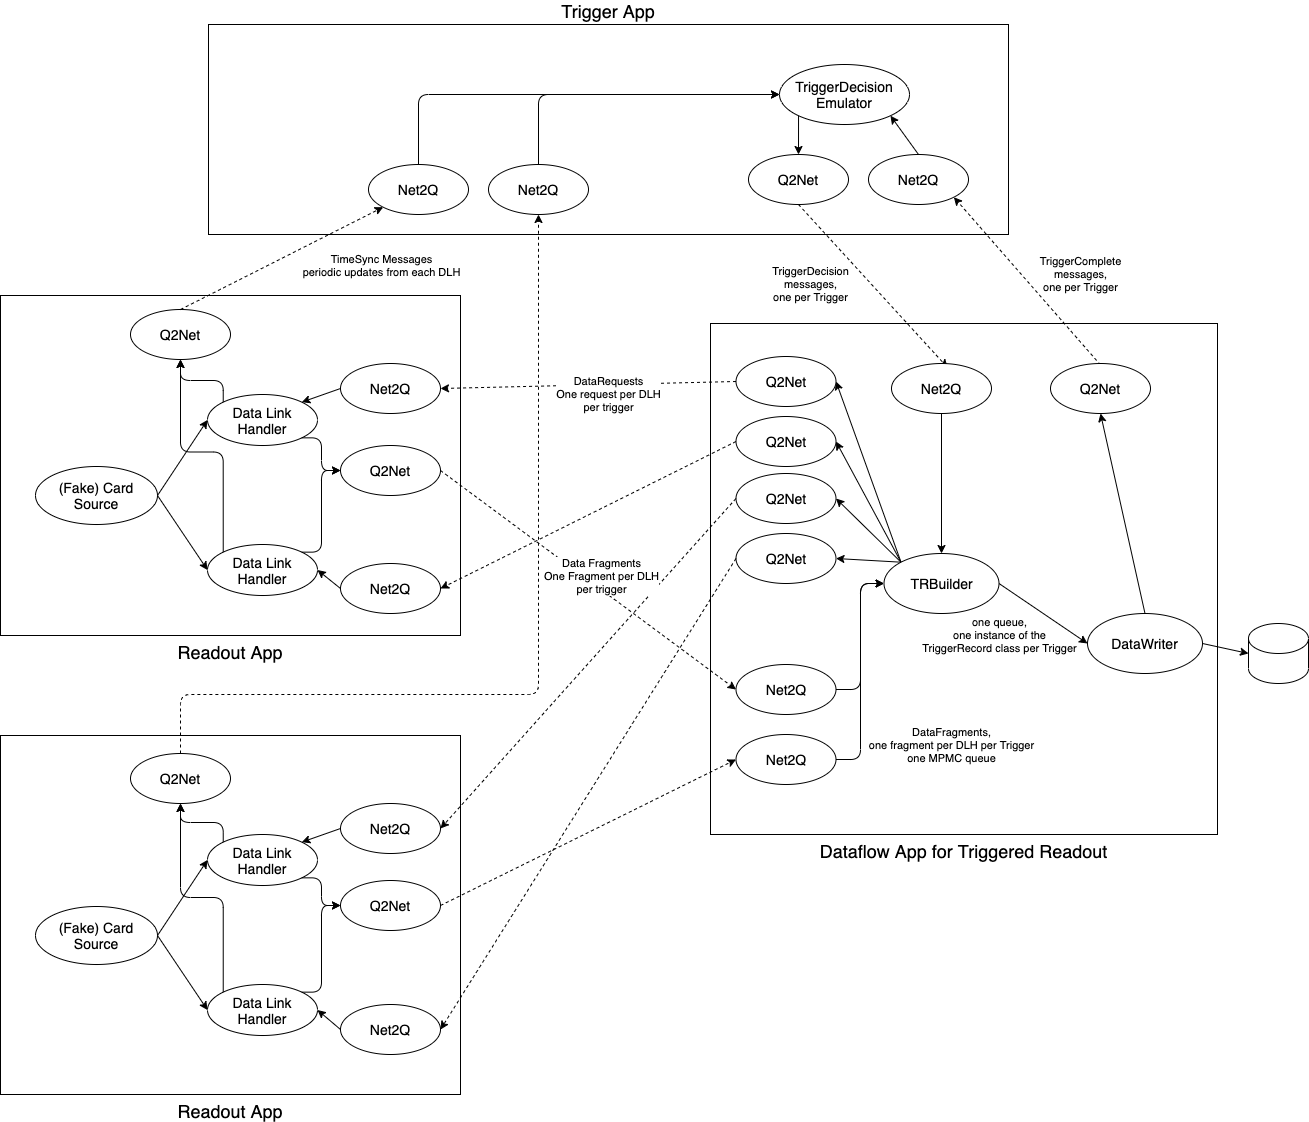 Trigger App
TriggerDecision
Emulator
Net2Q
Net2Q
Q2Net
Net2Q
TimeSync Messages
periodic updates from each DLH
TriggerDecision
messages,
one per Trigger
TriggerComplete
messages,
one per Trigger
Q2Net
Net2Q
Data Link
Handler
Q2Net
(Fake) Card
Source
Data Link
Handler
Net2Q
Readout App
DataRequests
One request per DLH
per trigger
Data Fragments
One Fragment per DLH
per trigger
Q2Net
Q2Net
Q2Net
Q2Net
Net2Q
Q2Net
TRBuilder
one queue,
one instance of the
TriggerRecord class per Trigger
DataWriter
Net2Q
Net2Q
DataFragments,
one fragment per DLH per Trigger
one MPMC queue
Dataflow App for Triggered Readout
Q2Net
Net2Q
Data Link
Handler
Q2Net
(Fake) Card
Source
Data Link
Handler
Net2Q
Readout App